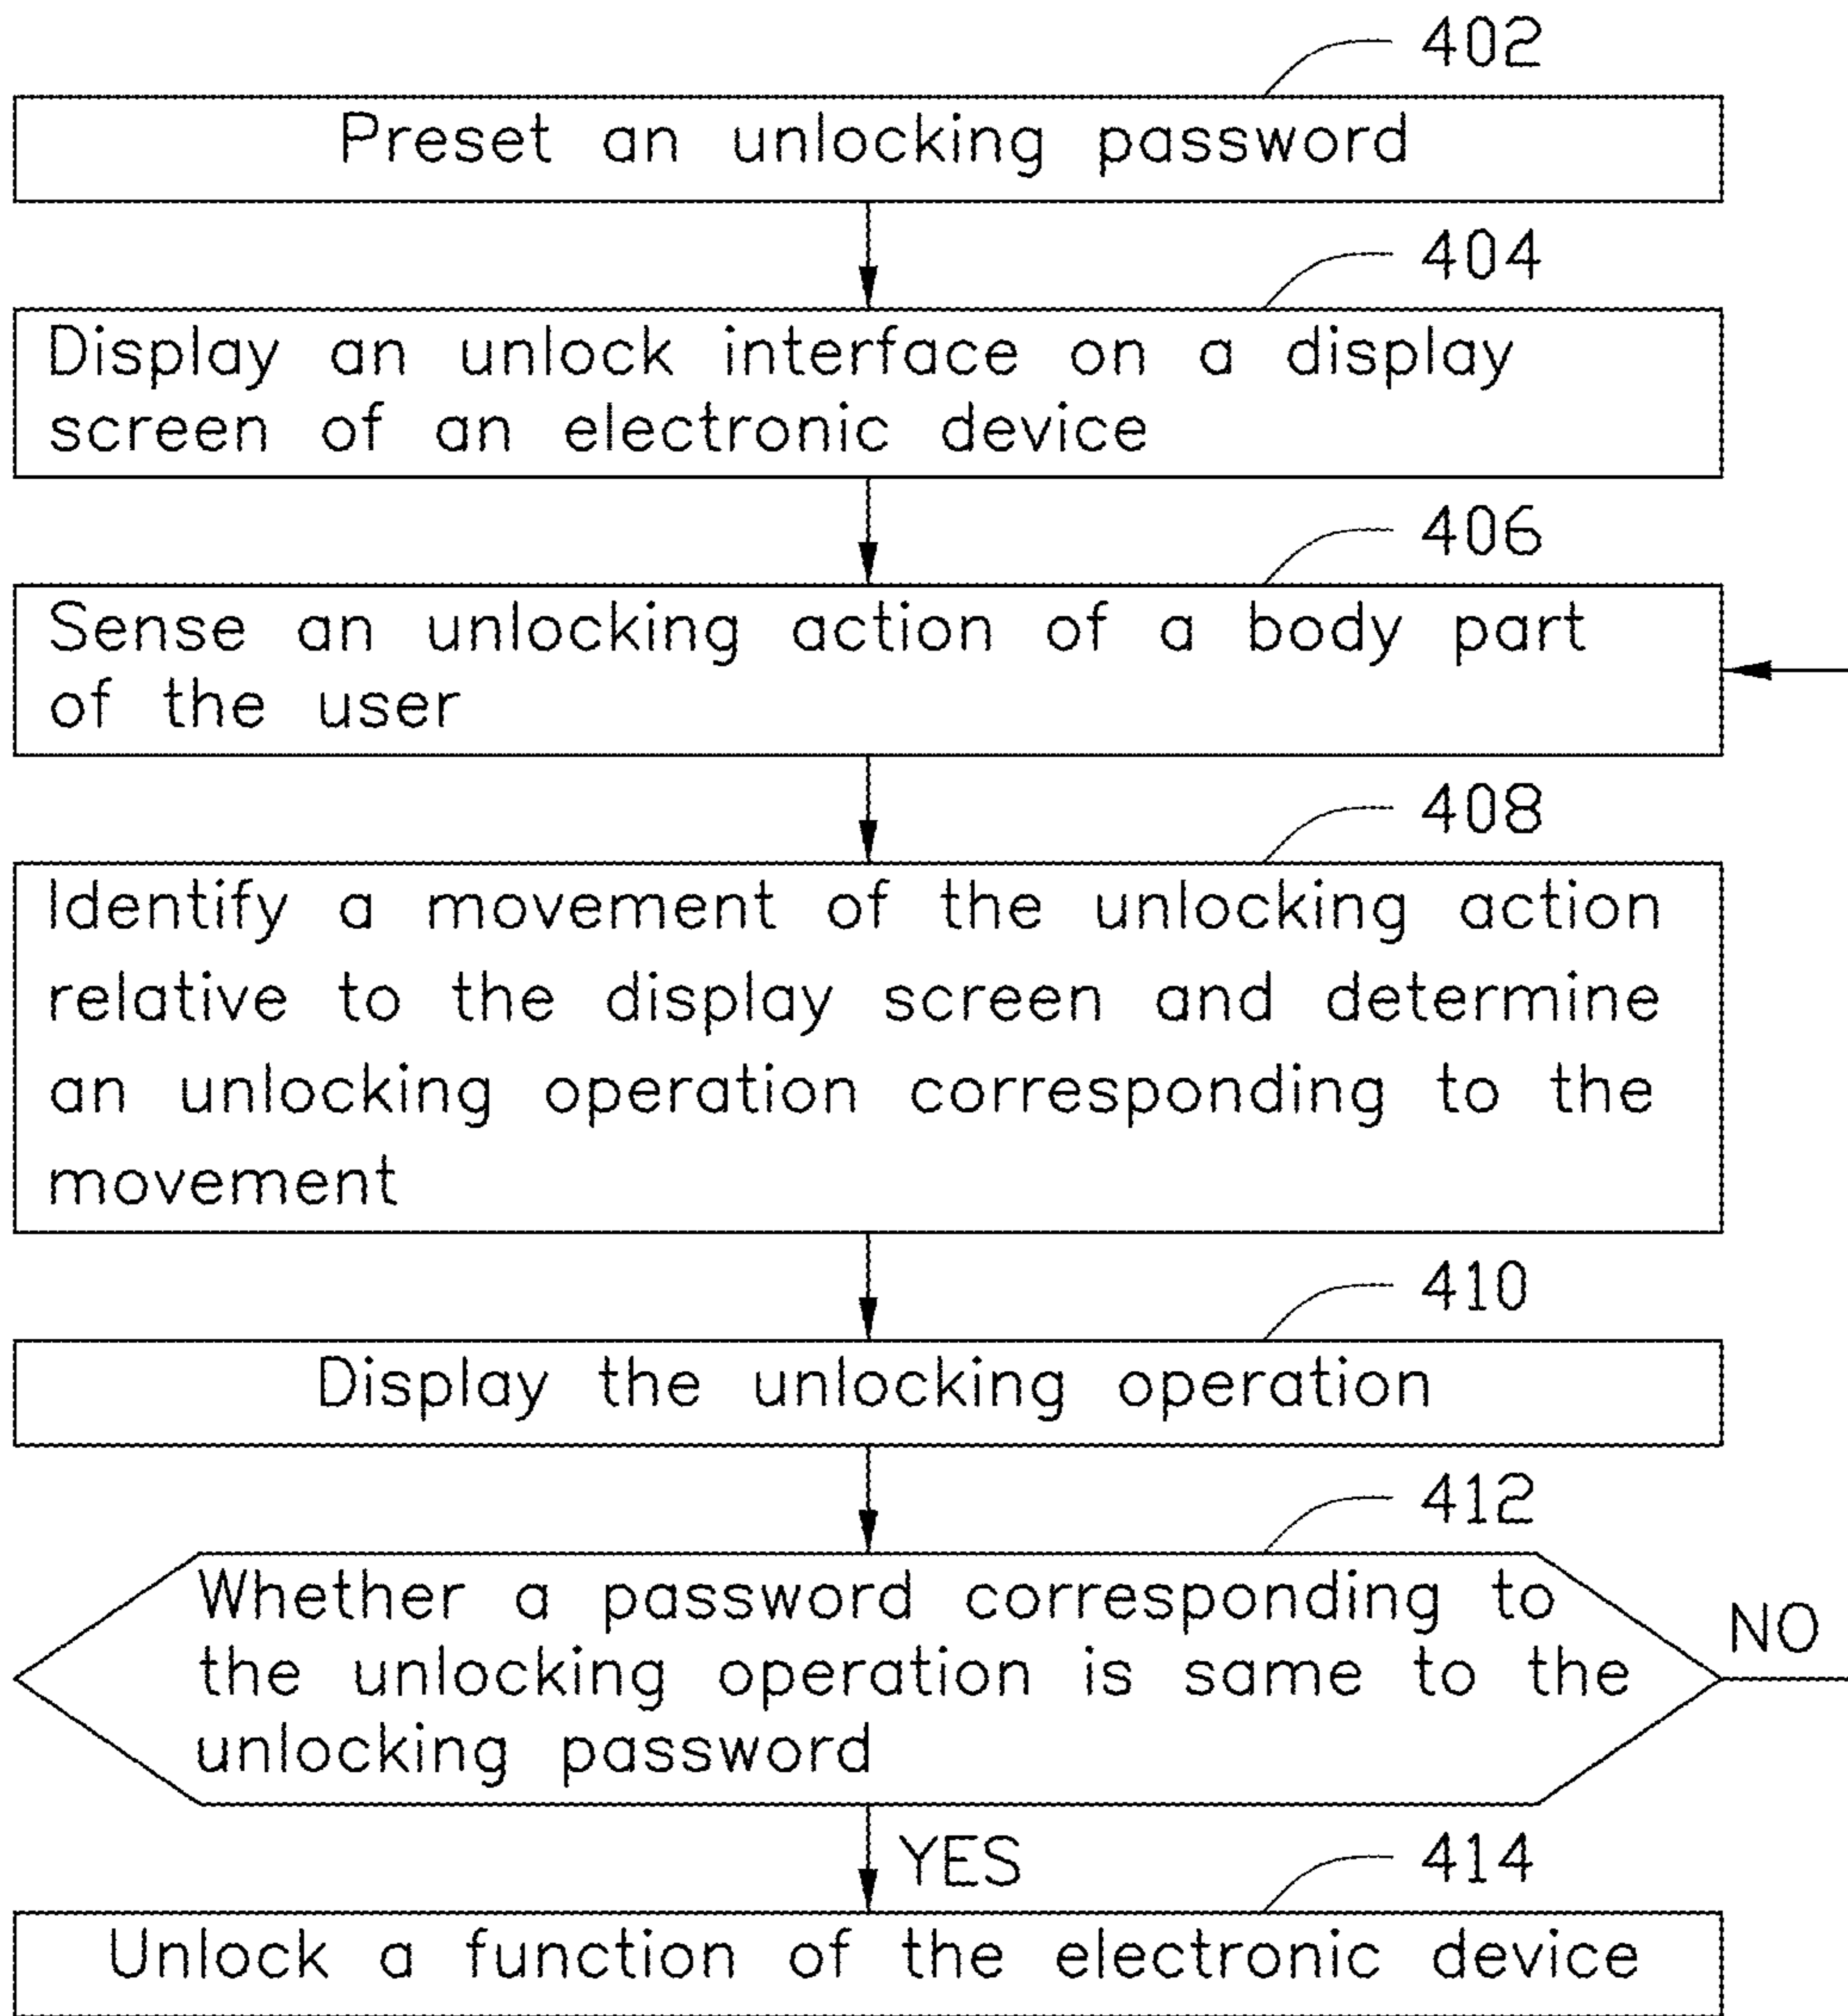 402
Preset an unlocking password
404
Display an unlock interface on a display
screen of an electronic device
406
Sense an unlocking action of a body part
of the user
408
Identify a movement of the unlocking action
relative to the display screen and determine
an unlocking operation corresponding to the
movement
410
Display the unlocking operation
412
Whether a password corresponding to
the unlocking operation is same to the
unlocking password
NO
YES
414
Unlock a function of the electronic device